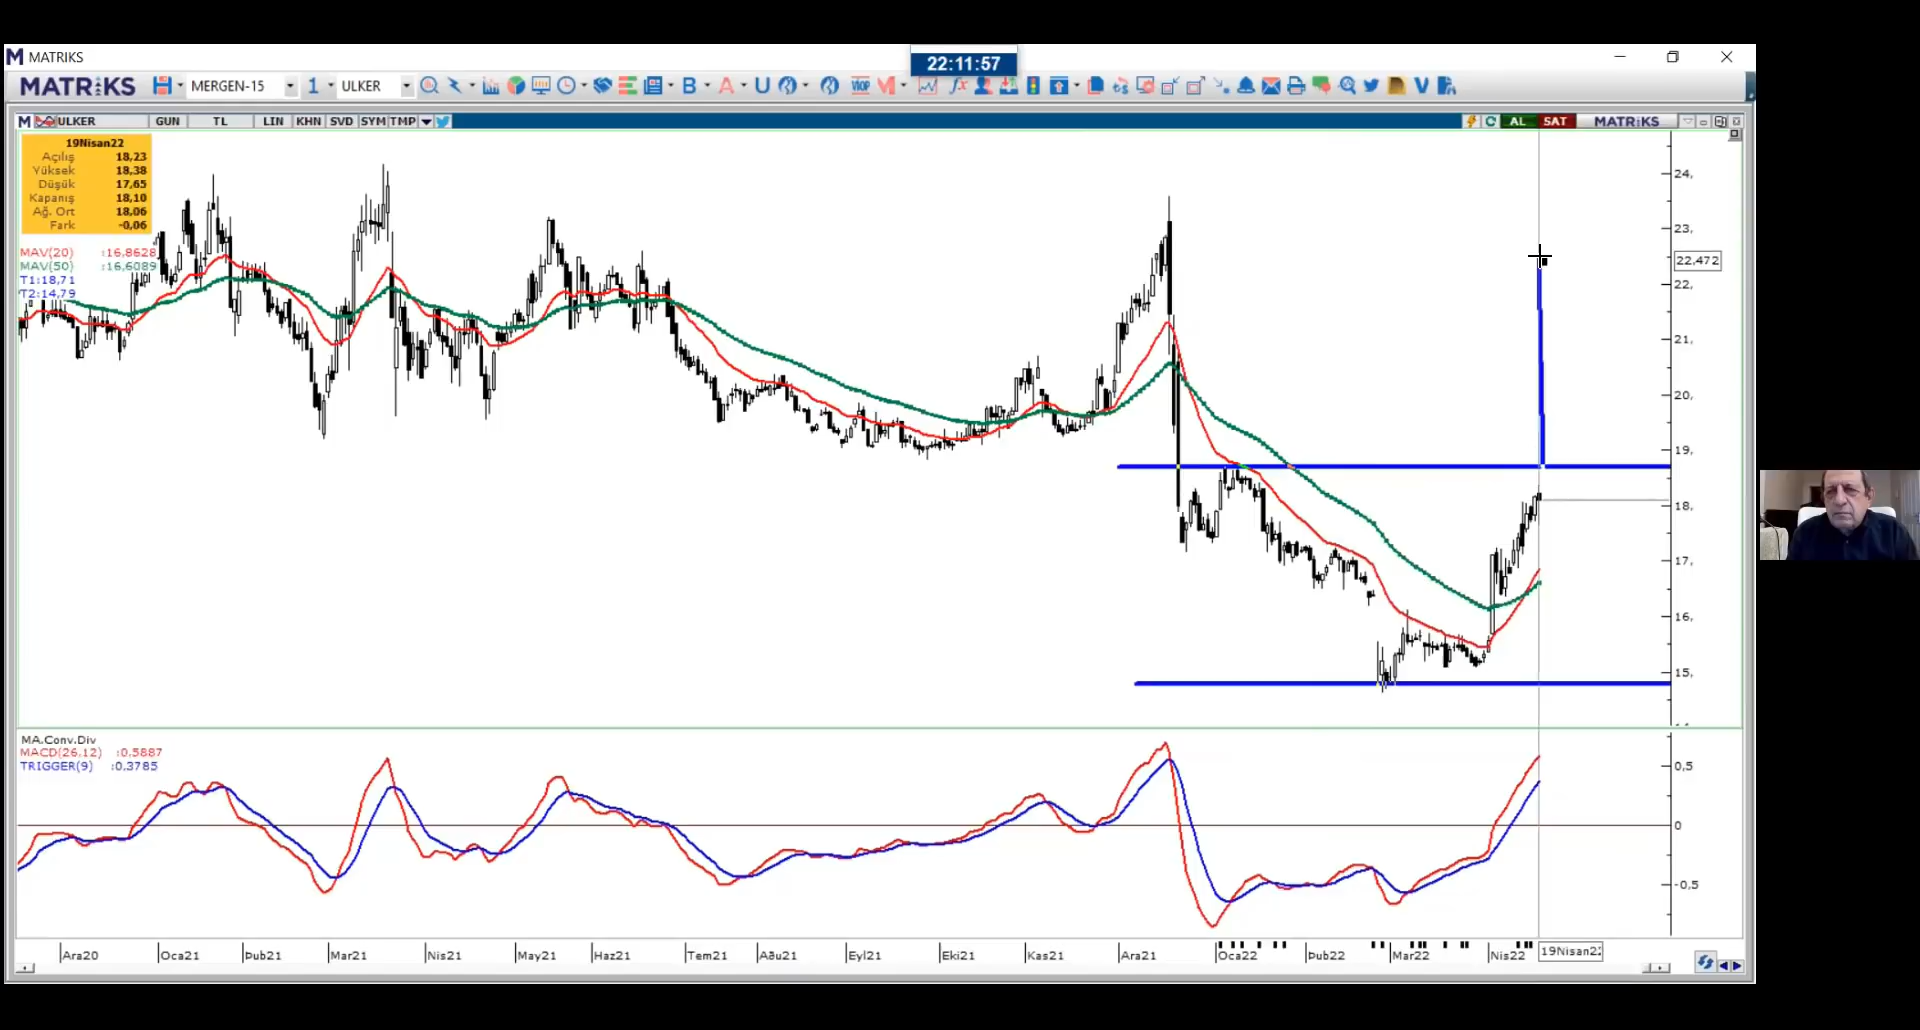 MATRIKS
22:11:57
MATRiKS MERGEN-15 1 ULKER B A U VIOP M fx V
M ULKER GUN TL LIN KHN SVD SYM TMP AL SAT MATRiKS
19Nisan22
Açılış 18,23
Yüksek 18,38
Düşük 17,65
Kapanış 18,10
Ağ. Ort 18,06
Fark -0,06
MAV(20) :16,8628
MAV(50) :16,6089
T1:18,71
T2:14,79
24,
23,
22,472
22,
21,
20,
19,
18,
17,
16,
15,
MA.Conv.Div
MACD(26,12) :0.5887
TRIGGER(9) :0.3785
0,5
0
-0,5
Ara20 Oca21 Þub21 Mar21 Nis21 May21 Haz21 Tem21 Aðu21 Eyl21 Eki21 Kas21 Ara21 Oca22 Þub22 Mar22 Nis22 19Nisan22